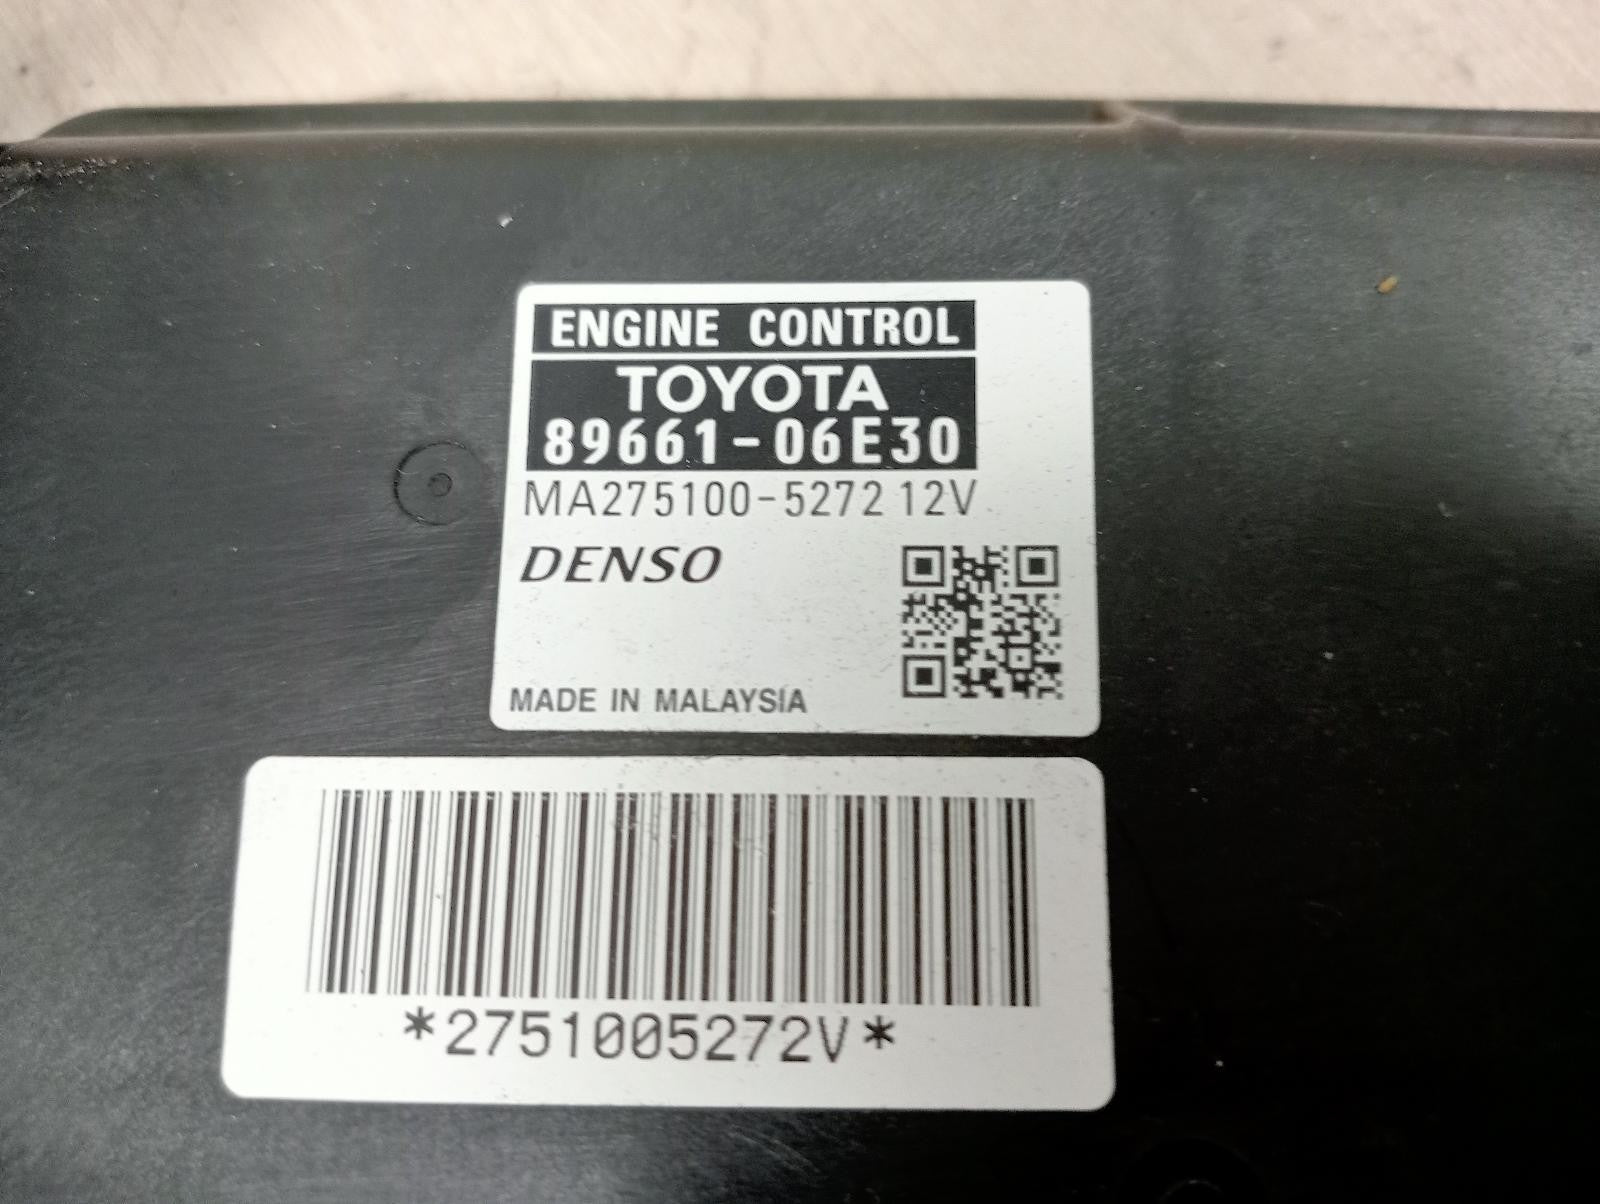 ENGINE CONTROL
TOYOTA
89661-06E30
MA275100-5272 12V
DENSO
MADE IN MALAYSIA
*2751005272V*